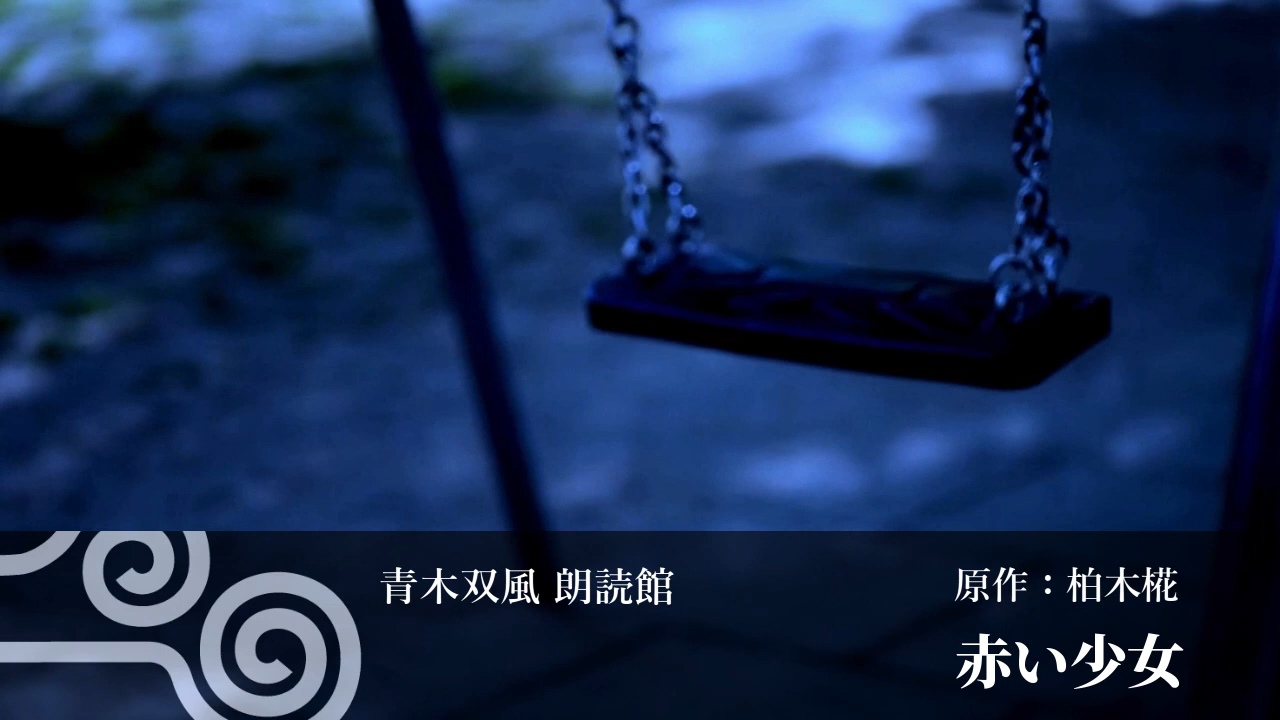 青木双風 朗読館
原作：柏木椛
赤い少女